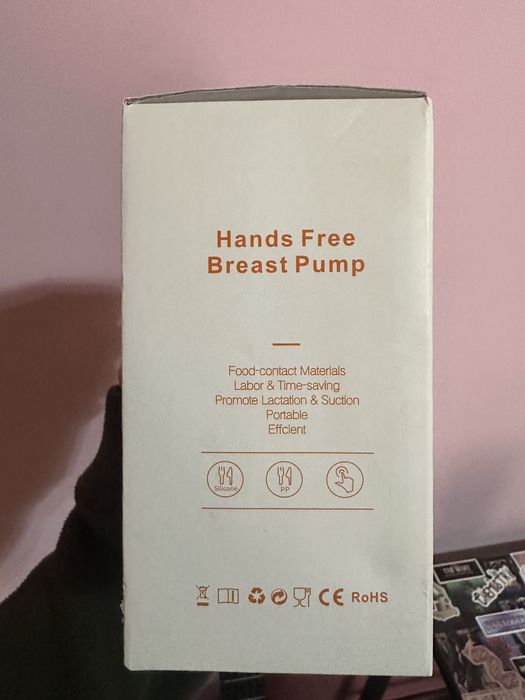 Hands Free
Breast Pump
Food-contact Materials
Labor & Time-saving
Promote Lactation & Suction
Portable
Effcient
Silicone
PP
CE RoHS